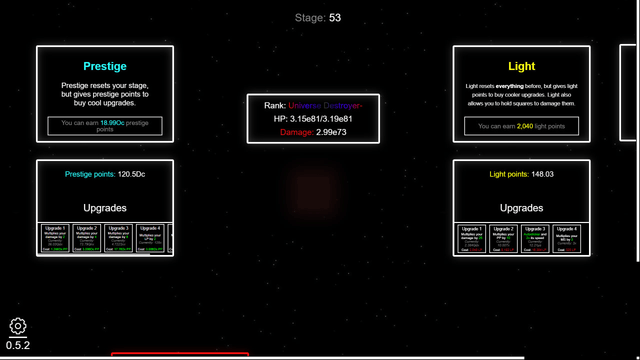 Stage: 53
Prestige
Prestige resets your stage,
but gives prestige points to
buy cool upgrades.
You can earn 18.99Oc prestige
points
Rank: Universe Destroyer-
HP: 3.15e81/3.19e81
Damage: 2.99e73
Light
Light resets everything before, but gives light
points to buy cooler upgrades. Light also
allows you to hold squares to damage them.
You can earn 2,040 light points
Prestige points: 120.5Dc
Upgrades
Upgrade 1
Upgrade 2
Upgrade 3
Upgrade 4
Light points: 148.03
Upgrades
Upgrade 1
Upgrade 2
Upgrade 3
Upgrade 4
0.5.2